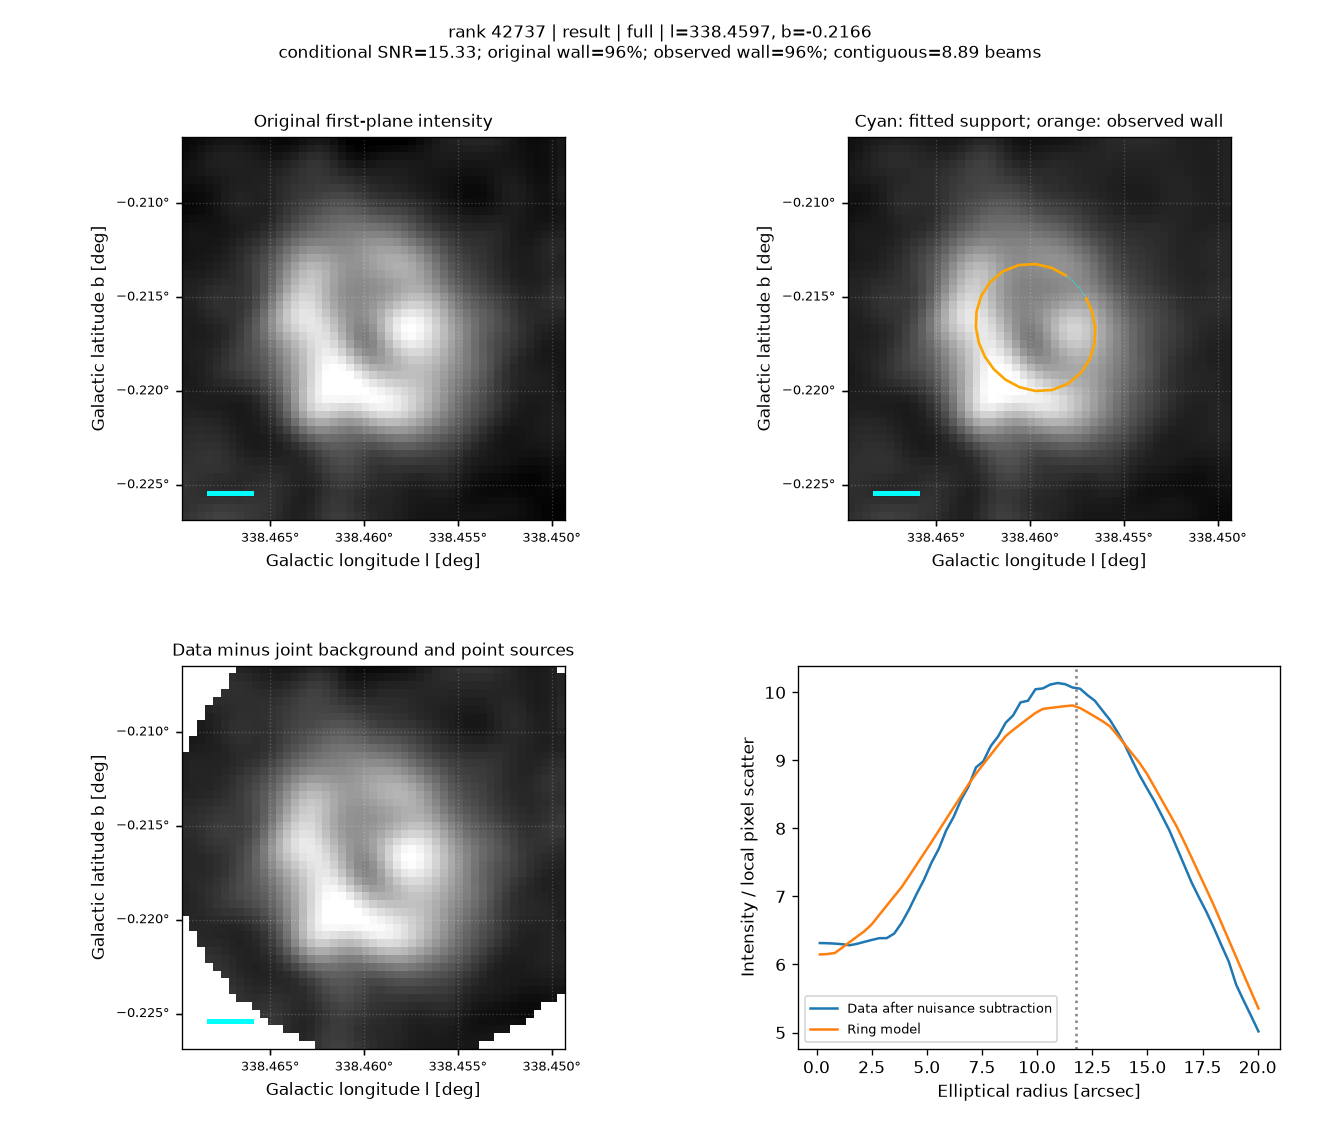 rank 42737 | result | full | l=338.4597, b=-0.2166
conditional SNR=15.33; original wall=96%; observed wall=96%; contiguous=8.89 beams
Original first-plane intensity
Galactic latitude b [deg]
−0.210°
−0.215°
−0.220°
−0.225°
338.465°
338.460°
338.455°
338.450°
Galactic longitude l [deg]
Cyan: fitted support; orange: observed wall
Galactic latitude b [deg]
−0.210°
−0.215°
−0.220°
−0.225°
338.465°
338.460°
338.455°
338.450°
Galactic longitude l [deg]
Data minus joint background and point sources
Galactic latitude b [deg]
−0.210°
−0.215°
−0.220°
−0.225°
338.465°
338.460°
338.455°
338.450°
Galactic longitude l [deg]
Intensity / local pixel scatter
10
9
8
7
6
5
Data after nuisance subtraction
Ring model
0.0
2.5
5.0
7.5
10.0
12.5
15.0
17.5
20.0
Elliptical radius [arcsec]